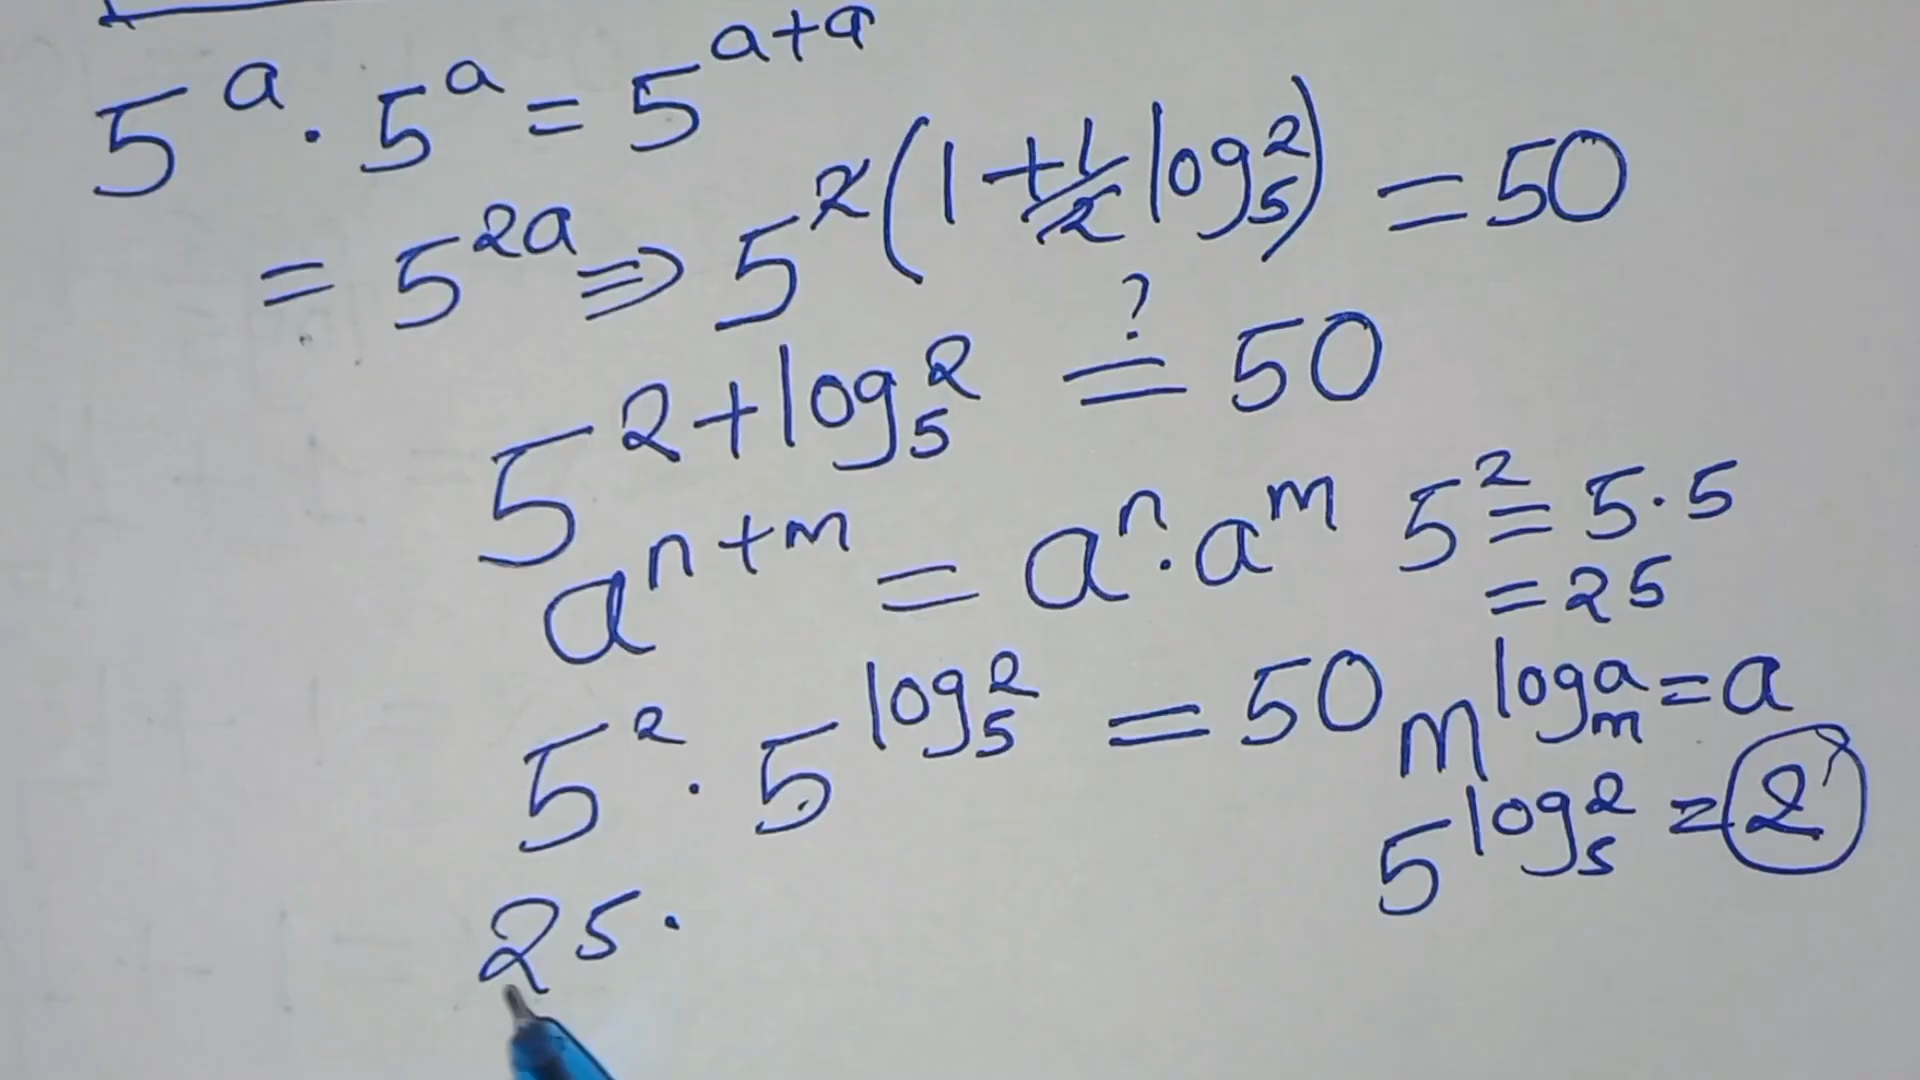 5^a · 5^a = 5^(a+a)
= 5^(2a) ⇒ 5^(2(1 + 1/2 log_5 2)) = 50
5^(2 + log_5 2) ≟ 50
a^(n+m) = a^n · a^m
5^2 = 5 · 5
= 25
5^2 · 5^(log_5 2) = 50
m^(log_m a) = a
5^(log_5 2) = 2
25 ·